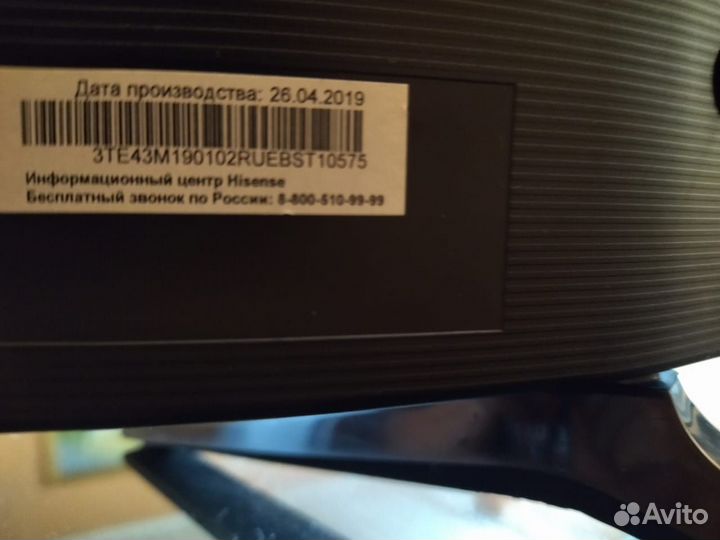 Дата производства: 26.04.2019
3TE43M190102RUEBST10575
Информационный центр Hisense
Бесплатный звонок по России: 8-800-510-99-99
Avito